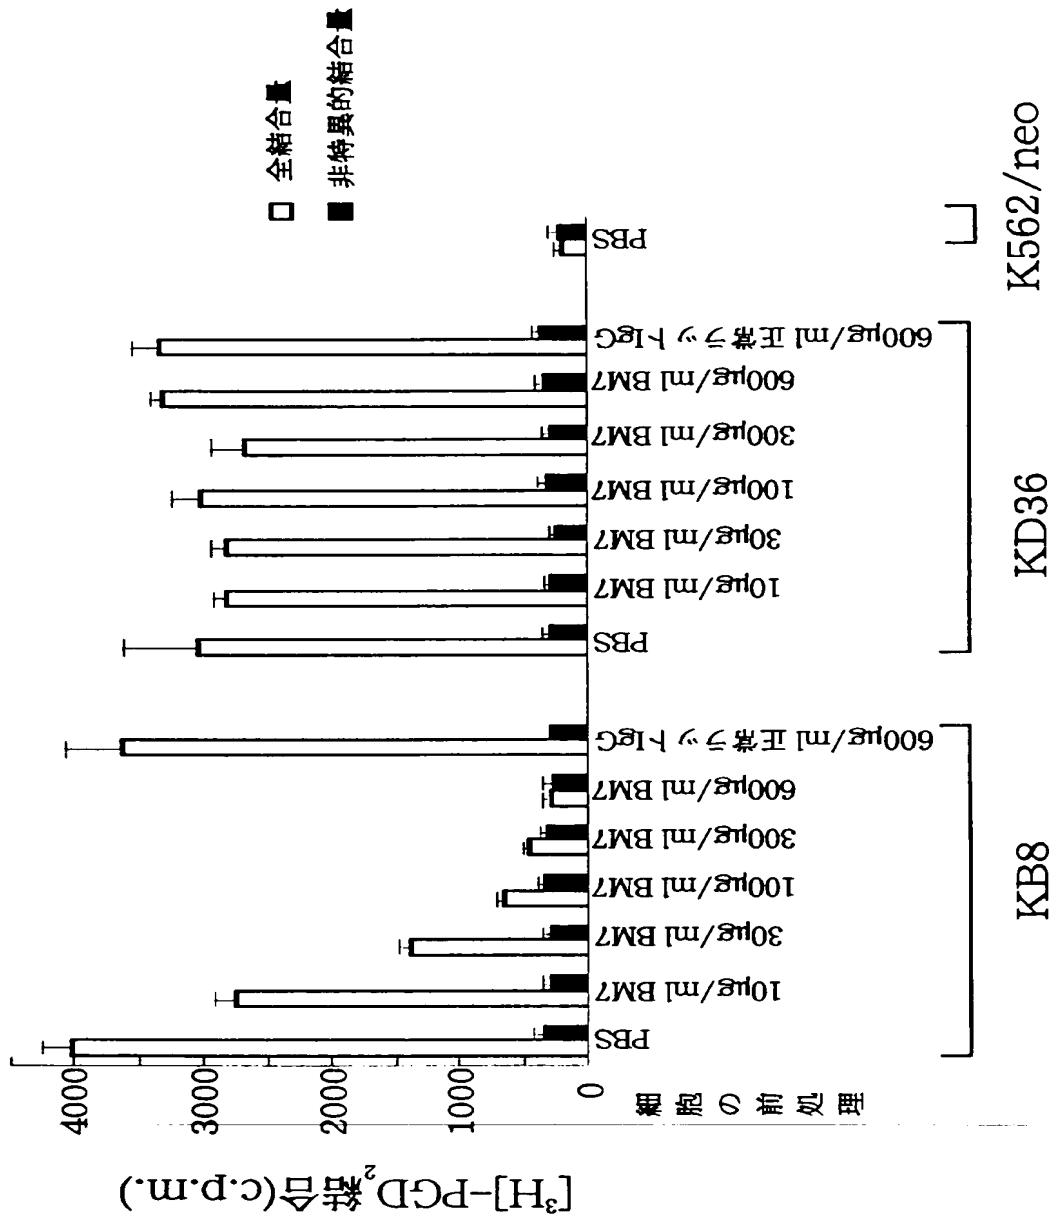 [³H]-PGD₂結合(c.p.m.)
4000
3000
2000
1000
0
□ 全結合量
■ 非特異的結合量
細胞の前処理
PBS
10μg/ml BM7
30μg/ml BM7
100μg/ml BM7
300μg/ml BM7
600μg/ml BM7
600μg/ml 正常ラットIgG
KB8
PBS
10μg/ml BM7
30μg/ml BM7
100μg/ml BM7
300μg/ml BM7
600μg/ml BM7
600μg/ml 正常ラットIgG
KD36
PBS
K562/neo